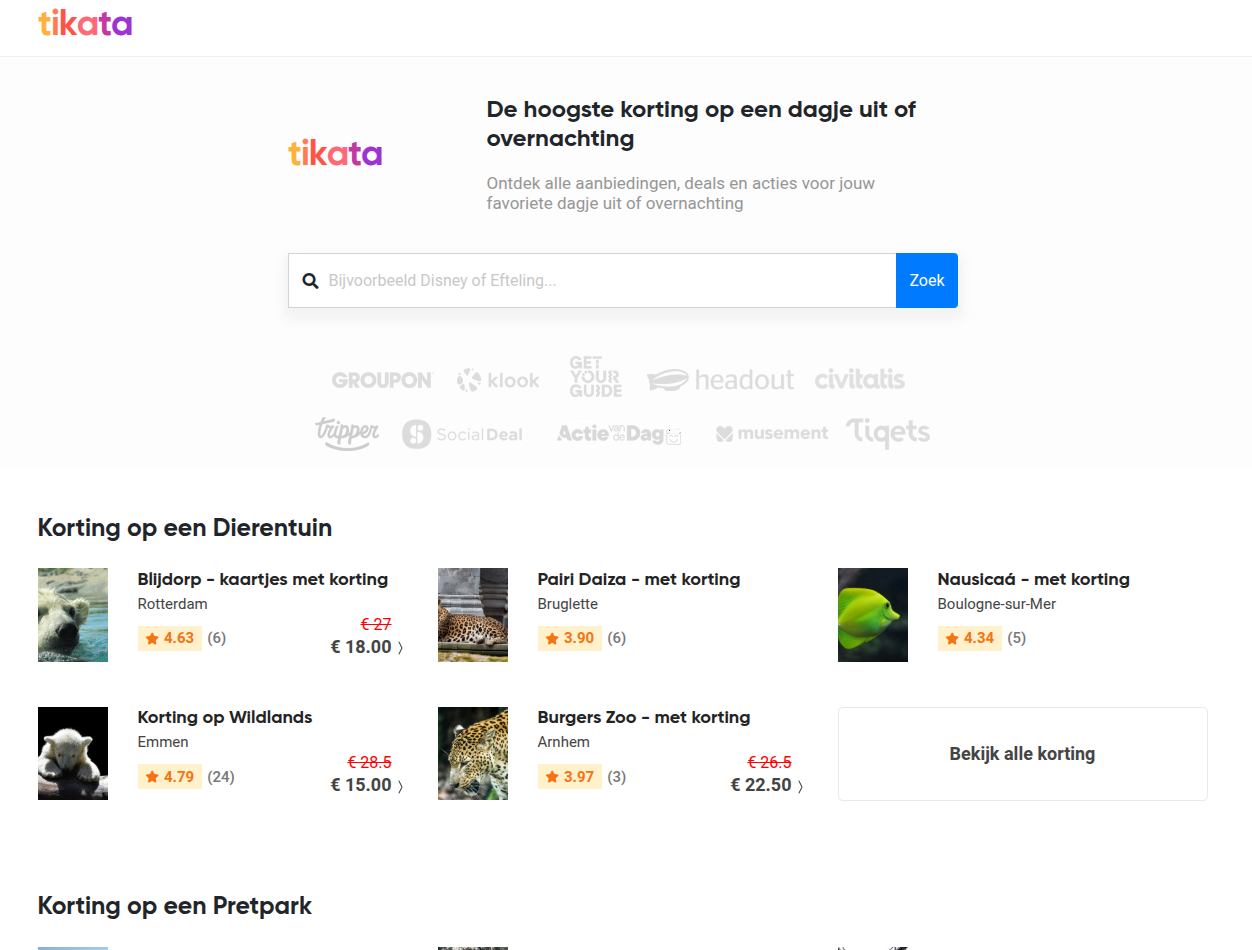 tikata
De hoogste korting op een dagje uit of
overnachting
tikata
Ontdek alle aanbiedingen, deals en acties voor jouw
favoriete dagje uit of overnachting
Bijvoorbeeld Disney of Efteling...
Zoek
GROUPON
klook
GET
YOUR
GUIDE
headout
civitatis
tripper
SocialDeal
Actie van de Dag
musement
Tiqets
Korting op een Dierentuin
Blijdorp - kaartjes met korting
Rotterdam
4.63 (6)
€ 27
€ 18.00
Pairi Daiza - met korting
Bruglette
3.90 (6)
Nausicaá - met korting
Boulogne-sur-Mer
4.34 (5)
Korting op Wildlands
Emmen
4.79 (24)
€ 28.5
€ 15.00
Burgers Zoo - met korting
Arnhem
3.97 (3)
€ 26.5
€ 22.50
Bekijk alle korting
Korting op een Pretpark